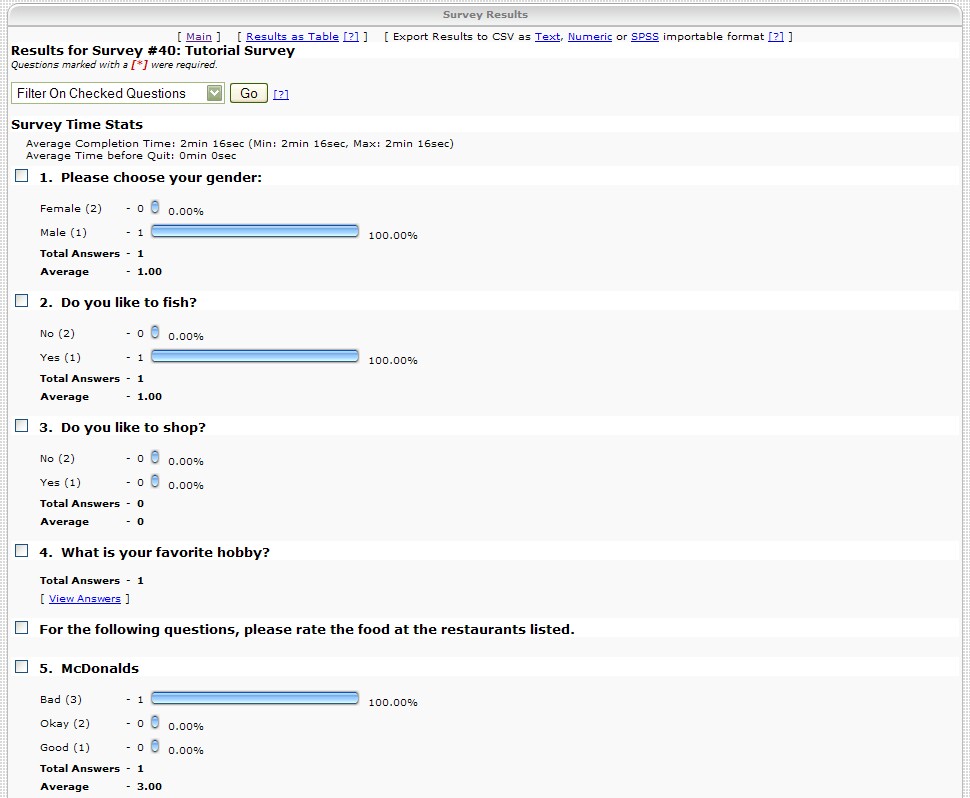 Survey Results
[ Main ] [ Results as Table [?] ] [ Export Results to CSV as Text, Numeric or SPSS importable format [?] ]
Results for Survey #40: Tutorial Survey
Questions marked with a [*] were required.
Filter On Checked Questions Go [?]
Survey Time Stats
Average Completion Time: 2min 16sec (Min: 2min 16sec, Max: 2min 16sec)
Average Time before Quit: 0min 0sec
1. Please choose your gender:
Female (2) - 0 0.00%
Male (1) - 1 100.00%
Total Answers - 1
Average - 1.00
2. Do you like to fish?
No (2) - 0 0.00%
Yes (1) - 1 100.00%
Total Answers - 1
Average - 1.00
3. Do you like to shop?
No (2) - 0 0.00%
Yes (1) - 0 0.00%
Total Answers - 0
Average - 0
4. What is your favorite hobby?
Total Answers - 1
[ View Answers ]
For the following questions, please rate the food at the restaurants listed.
5. McDonalds
Bad (3) - 1 100.00%
Okay (2) - 0 0.00%
Good (1) - 0 0.00%
Total Answers - 1
Average - 3.00